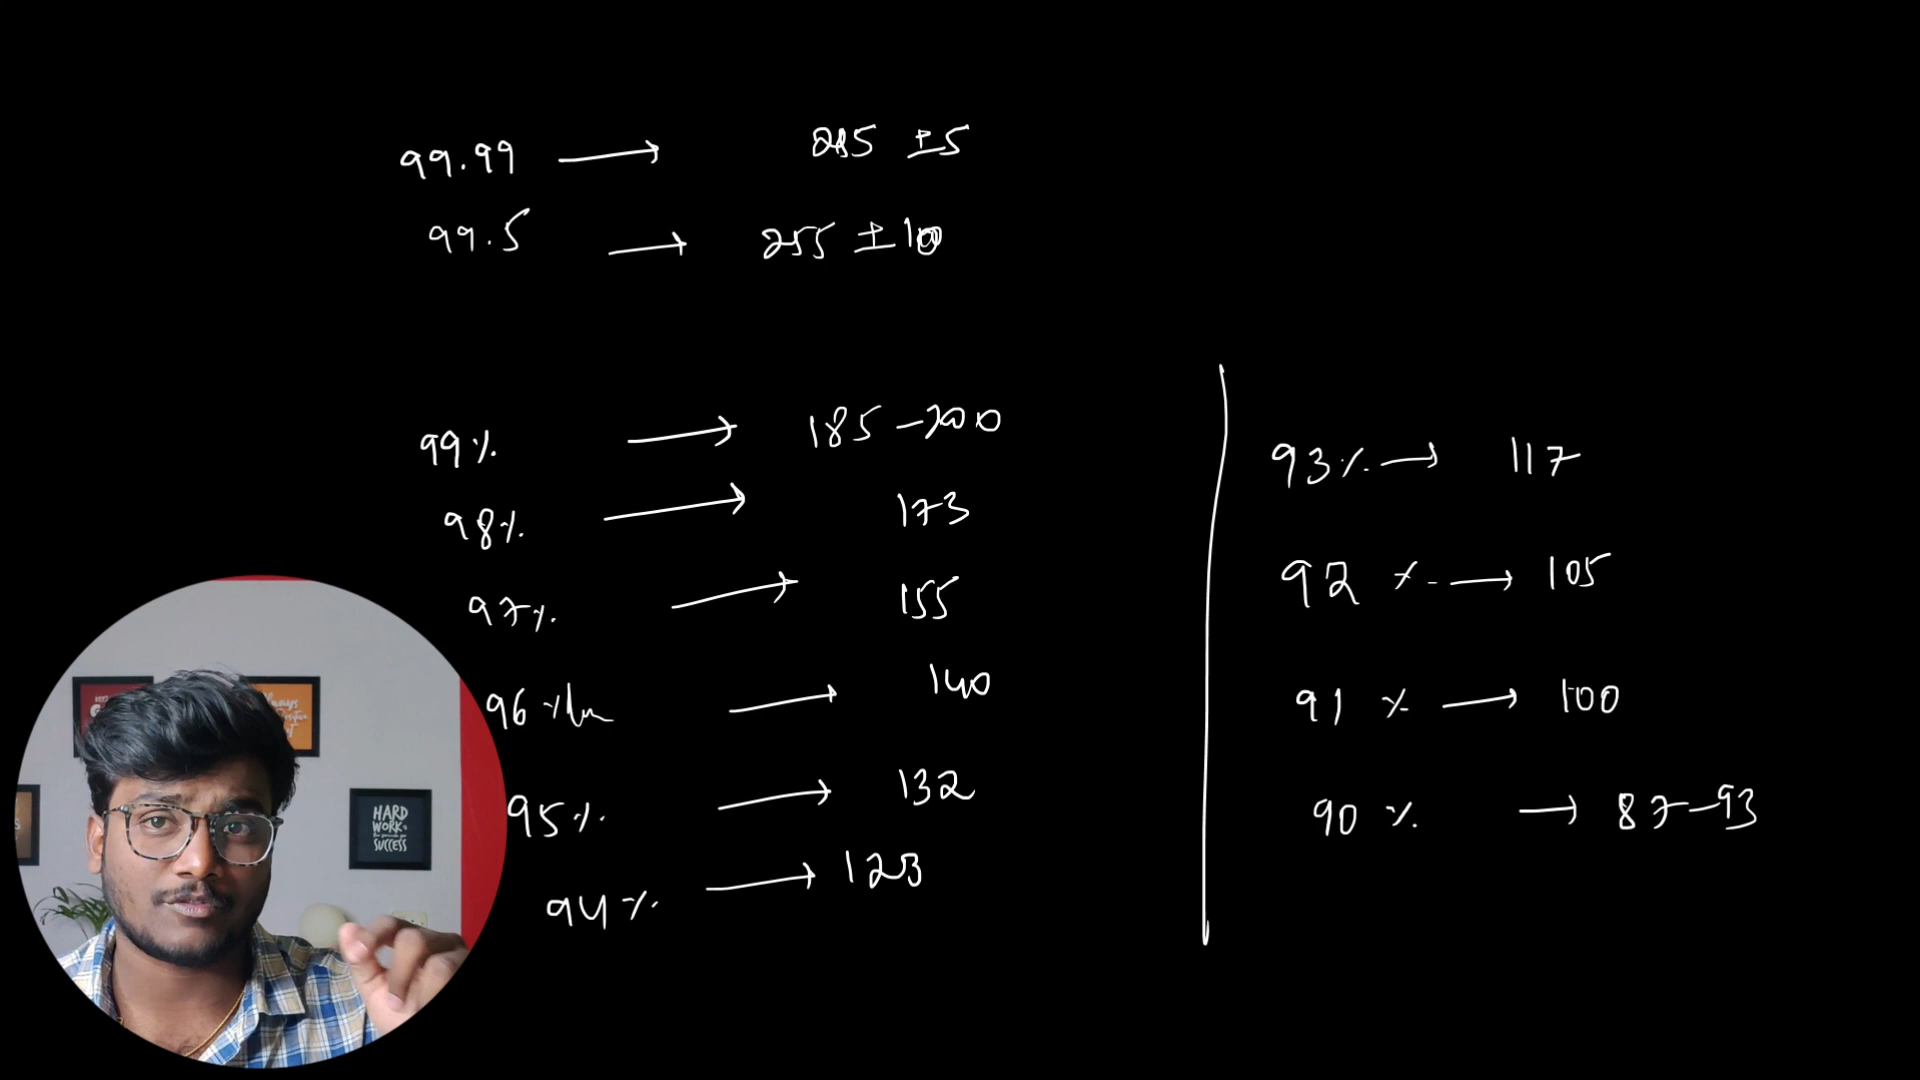 99.99 → 285 ±5
99.5 → 255 ±10
99% → 185-200
98% → 173
97% → 155
96% → 140
95% → 132
94% → 123
93% → 117
92% → 105
91% → 100
90% → 87-93
HARD
WORK
SUCCESS